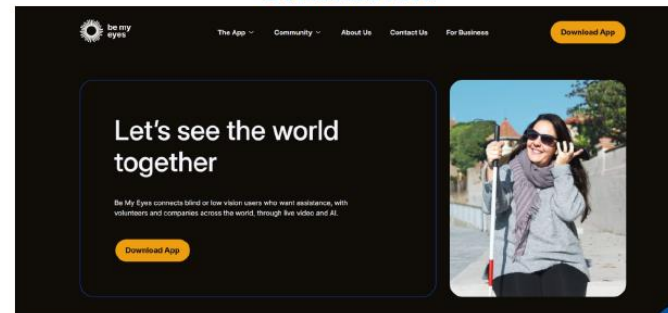 be my
eyes
The App
Community
About Us
Contact Us
For Business
Download App
Let's see the world
together
Be My Eyes connects blind or low vision users who want assistance, with
volunteers and companies across the world, through live video and AI.
Download App